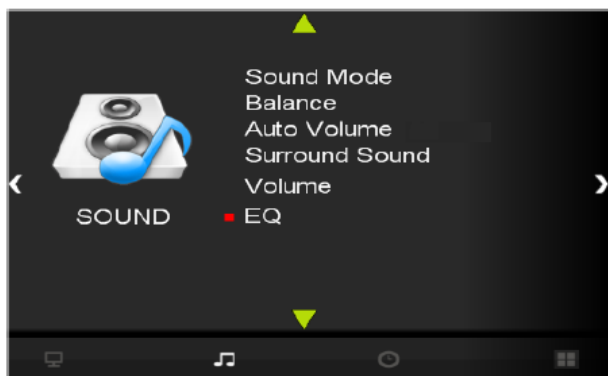 Sound Mode
Balance
Auto Volume
Surround Sound
Volume
SOUND
EQ